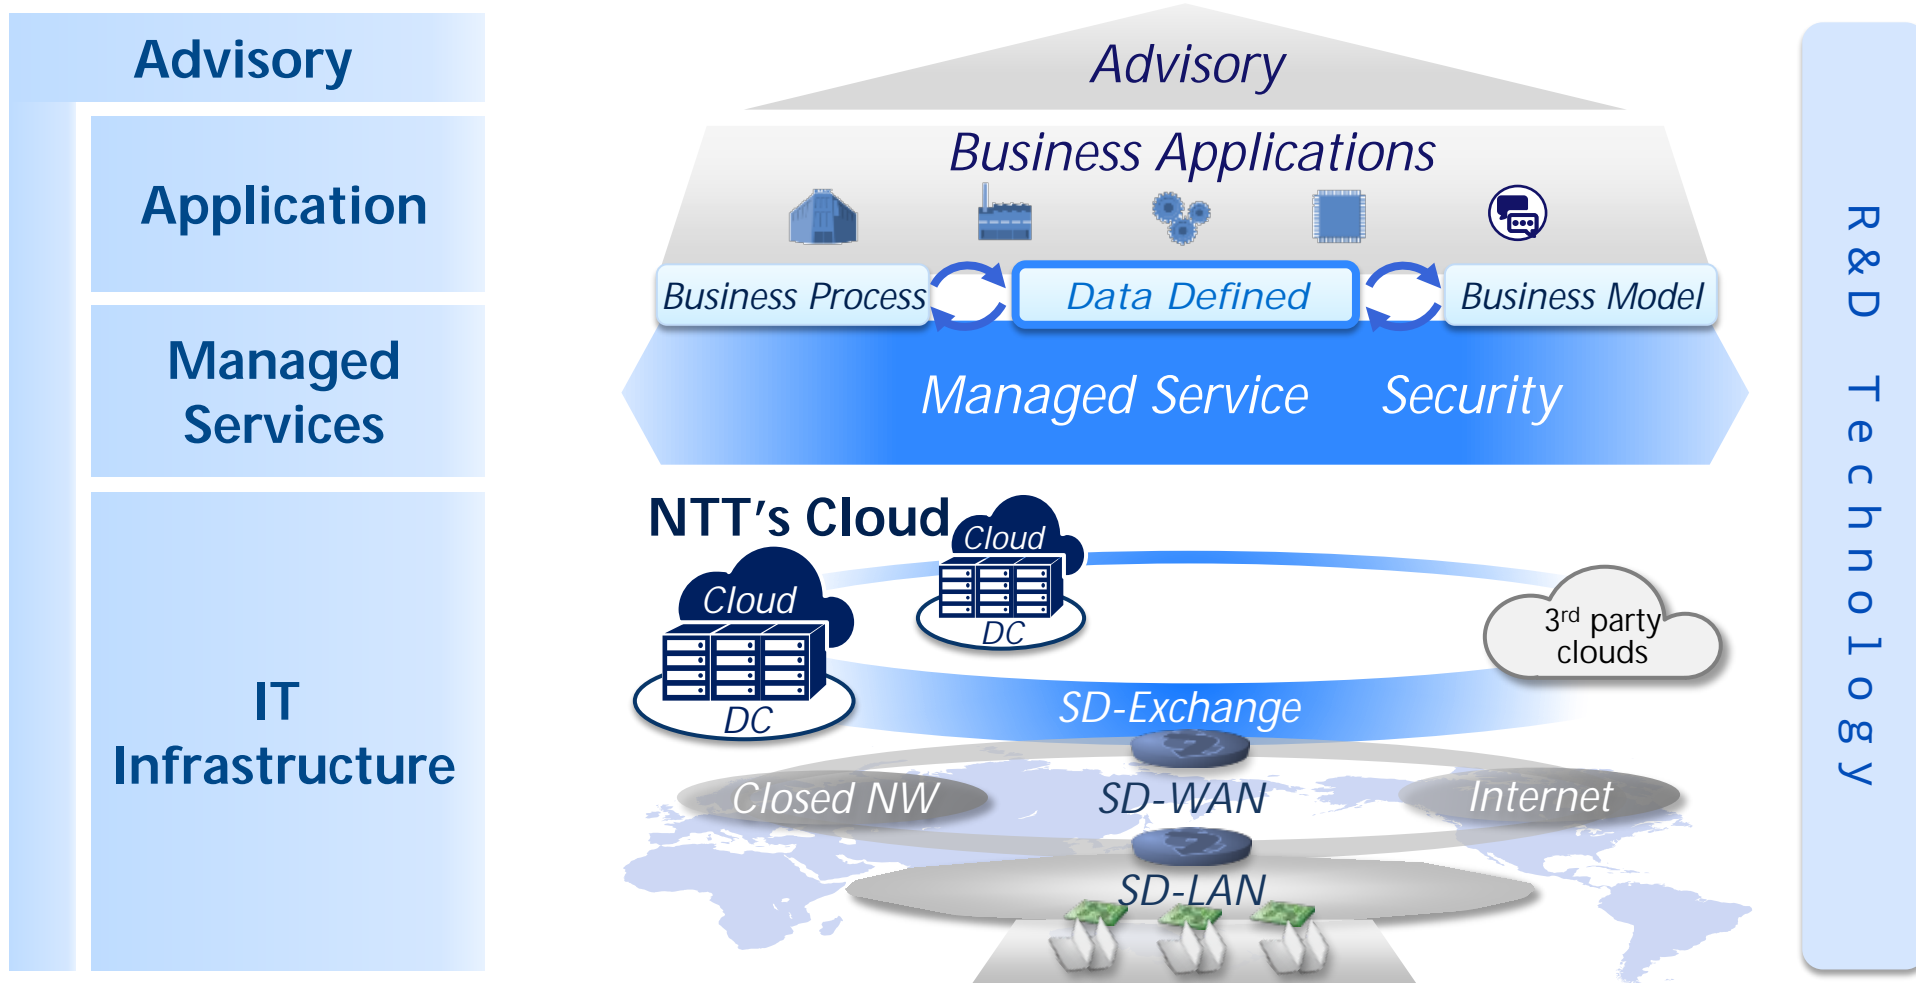 Advisory
Application
Managed
Services
IT
Infrastructure
Advisory
Business Applications
Business Process
Data Defined
Business Model
Managed Service
Security
NTT's Cloud
Cloud
DC
Cloud
DC
3rd party
clouds
SD-Exchange
Closed NW
SD-WAN
Internet
SD-LAN
R&D Technology